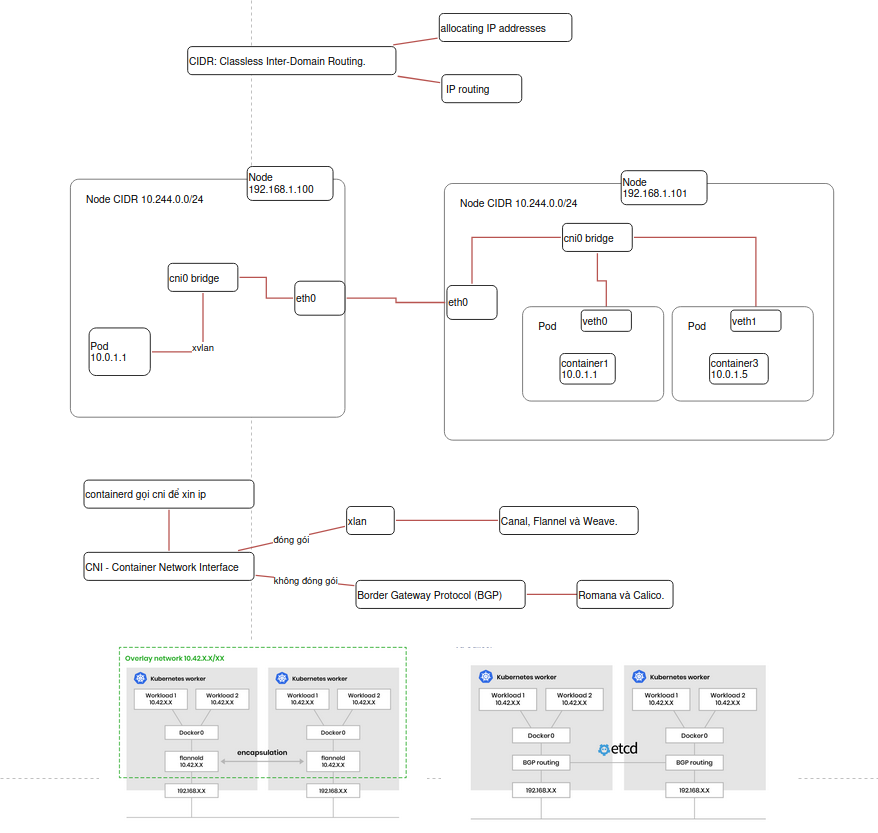 allocating IP addresses
CIDR: Classless Inter-Domain Routing.
IP routing
Node
192.168.1.100
Node CIDR 10.244.0.0/24
cni0 bridge
eth0
Pod
10.0.1.1
xvlan
Node
192.168.1.101
Node CIDR 10.244.0.0/24
cni0 bridge
eth0
Pod
veth0
container1
10.0.1.1
Pod
veth1
container3
10.0.1.5
containerd gọi cni để xin ip
CNI - Container Network Interface
đóng gói
xlan
Canal, Flannel và Weave.
không đóng gói
Border Gateway Protocol (BGP)
Romana và Calico.
Overlay network 10.42.X.X/XX
Kubernetes worker
Workload 1
10.42.X.X
Workload 2
10.42.X.X
Docker0
flanneld
10.42.X.X
192.168.X.X
encapsulation
Kubernetes worker
Workload 1
10.42.X.X
Workload 2
10.42.X.X
Docker0
flanneld
10.42.X.X
192.168.X.X
Kubernetes worker
Workload 1
10.42.X.X
Workload 2
10.42.X.X
Docker0
BGP routing
192.168.X.X
etcd
Kubernetes worker
Workload 1
10.42.X.X
Workload 2
10.42.X.X
Docker0
BGP routing
192.168.X.X